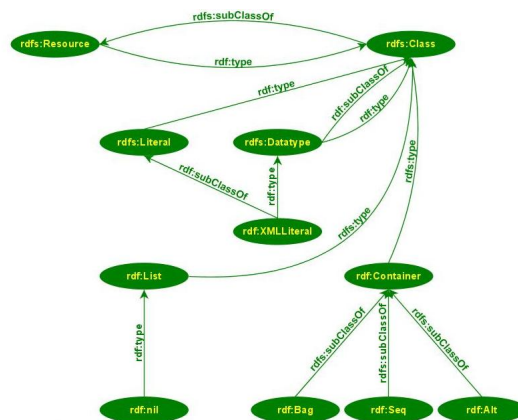 rdfs:subClassOf
rdfs:Resource
rdfs:Class
rdf:type
rdf:type
rdf:subClassOf
rdf:type
rdfs:Literal
rdfs:Datatype
rdf:subClassOf
rdf:type
rdfs:type
rdfs:type
rdf:XMLLiteral
rdf:List
rdf:Container
rdf:type
rdfs:subClassOf
rdfs:subClassOf
rdfs:subClassOf
rdf:nil
rdf:Bag
rdf:Seq
rdf:Alt